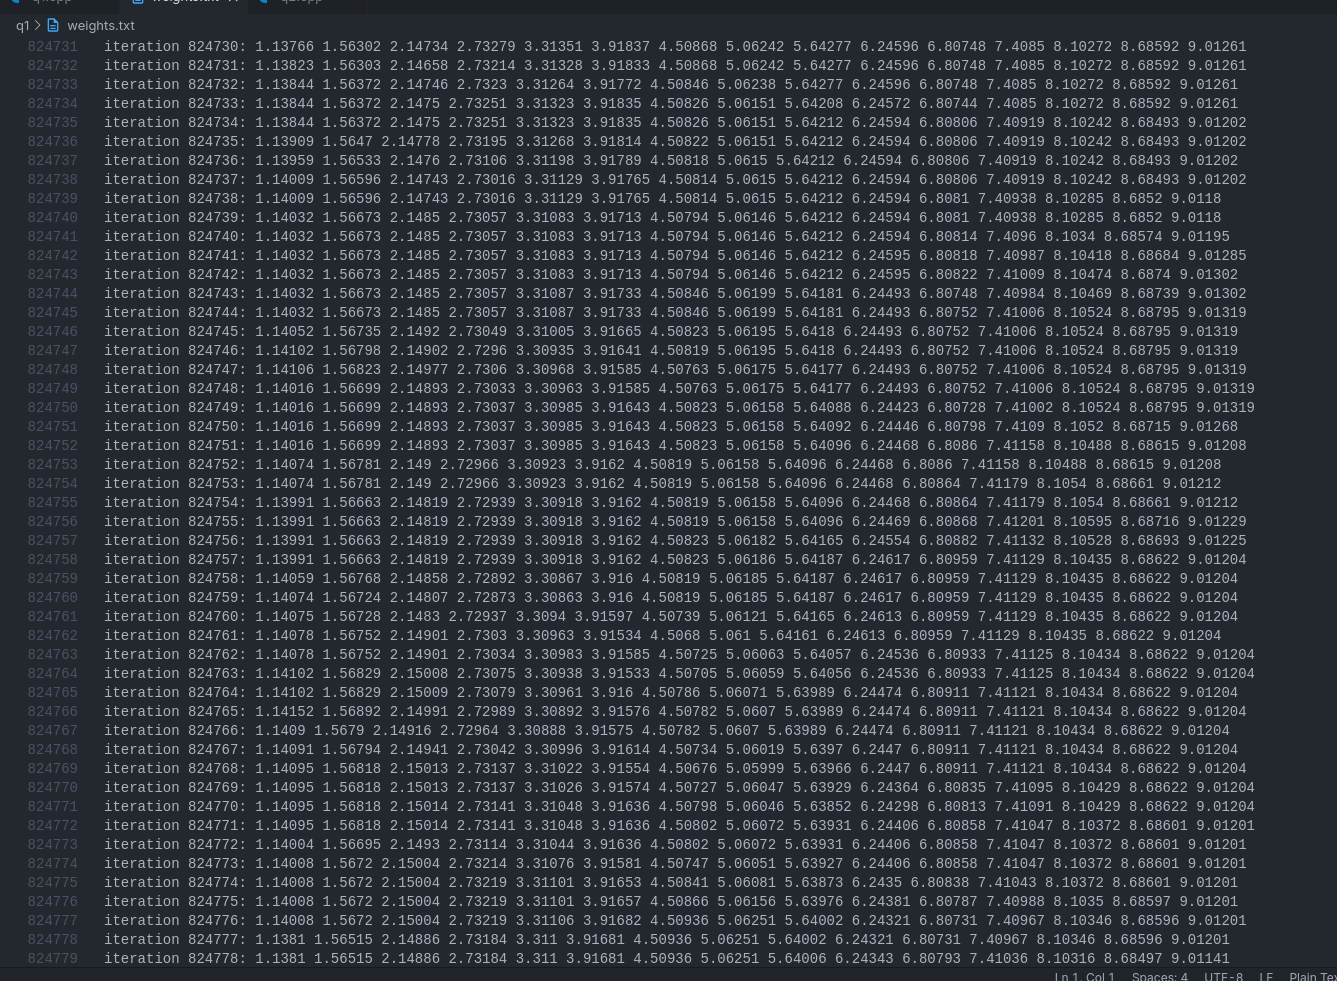 q1 > weights.txt
824731 iteration 824730: 1.13766 1.56302 2.14734 2.73279 3.31351 3.91837 4.50868 5.06242 5.64277 6.24596 6.80748 7.4085 8.10272 8.68592 9.01261
824732 iteration 824731: 1.13823 1.56303 2.14658 2.73214 3.31328 3.91833 4.50868 5.06242 5.64277 6.24596 6.80748 7.4085 8.10272 8.68592 9.01261
824733 iteration 824732: 1.13844 1.56372 2.14746 2.7323 3.31264 3.91772 4.50846 5.06238 5.64277 6.24596 6.80748 7.4085 8.10272 8.68592 9.01261
824734 iteration 824733: 1.13844 1.56372 2.1475 2.73251 3.31323 3.91835 4.50826 5.06151 5.64208 6.24572 6.80744 7.4085 8.10272 8.68592 9.01261
824735 iteration 824734: 1.13844 1.56372 2.1475 2.73251 3.31323 3.91835 4.50826 5.06151 5.64212 6.24594 6.80806 7.40919 8.10242 8.68493 9.01202
824736 iteration 824735: 1.13909 1.5647 2.14778 2.73195 3.31268 3.91814 4.50822 5.06151 5.64212 6.24594 6.80806 7.40919 8.10242 8.68493 9.01202
824737 iteration 824736: 1.13959 1.56533 2.1476 2.73106 3.31198 3.91789 4.50818 5.0615 5.64212 6.24594 6.80806 7.40919 8.10242 8.68493 9.01202
824738 iteration 824737: 1.14009 1.56596 2.14743 2.73016 3.31129 3.91765 4.50814 5.0615 5.64212 6.24594 6.80806 7.40919 8.10242 8.68493 9.01202
824739 iteration 824738: 1.14009 1.56596 2.14743 2.73016 3.31129 3.91765 4.50814 5.0615 5.64212 6.24594 6.8081 7.40938 8.10285 8.6852 9.0118
824740 iteration 824739: 1.14032 1.56673 2.1485 2.73057 3.31083 3.91713 4.50794 5.06146 5.64212 6.24594 6.8081 7.40938 8.10285 8.6852 9.0118
824741 iteration 824740: 1.14032 1.56673 2.1485 2.73057 3.31083 3.91713 4.50794 5.06146 5.64212 6.24594 6.80814 7.4096 8.1034 8.68574 9.01195
824742 iteration 824741: 1.14032 1.56673 2.1485 2.73057 3.31083 3.91713 4.50794 5.06146 5.64212 6.24595 6.80818 7.40987 8.10418 8.68684 9.01285
824743 iteration 824742: 1.14032 1.56673 2.1485 2.73057 3.31083 3.91713 4.50794 5.06146 5.64212 6.24595 6.80822 7.41009 8.10474 8.6874 9.01302
824744 iteration 824743: 1.14032 1.56673 2.1485 2.73057 3.31087 3.91733 4.50846 5.06199 5.64181 6.24493 6.80748 7.40984 8.10469 8.68739 9.01302
824745 iteration 824744: 1.14032 1.56673 2.1485 2.73057 3.31087 3.91733 4.50846 5.06199 5.64181 6.24493 6.80752 7.41006 8.10524 8.68795 9.01319
824746 iteration 824745: 1.14052 1.56735 2.1492 2.73049 3.31005 3.91665 4.50823 5.06195 5.6418 6.24493 6.80752 7.41006 8.10524 8.68795 9.01319
824747 iteration 824746: 1.14102 1.56798 2.14902 2.7296 3.30935 3.91641 4.50819 5.06195 5.6418 6.24493 6.80752 7.41006 8.10524 8.68795 9.01319
824748 iteration 824747: 1.14106 1.56823 2.14977 2.7306 3.30968 3.91585 4.50763 5.06175 5.64177 6.24493 6.80752 7.41006 8.10524 8.68795 9.01319
824749 iteration 824748: 1.14016 1.56699 2.14893 2.73033 3.30963 3.91585 4.50763 5.06175 5.64177 6.24493 6.80752 7.41006 8.10524 8.68795 9.01319
824750 iteration 824749: 1.14016 1.56699 2.14893 2.73037 3.30985 3.91643 4.50823 5.06158 5.64088 6.24423 6.80728 7.41002 8.10524 8.68795 9.01319
824751 iteration 824750: 1.14016 1.56699 2.14893 2.73037 3.30985 3.91643 4.50823 5.06158 5.64092 6.24446 6.80798 7.4109 8.1052 8.68715 9.01268
824752 iteration 824751: 1.14016 1.56699 2.14893 2.73037 3.30985 3.91643 4.50823 5.06158 5.64096 6.24468 6.8086 7.41158 8.10488 8.68615 9.01208
824753 iteration 824752: 1.14074 1.56781 2.149 2.72966 3.30923 3.9162 4.50819 5.06158 5.64096 6.24468 6.8086 7.41158 8.10488 8.68615 9.01208
824754 iteration 824753: 1.14074 1.56781 2.149 2.72966 3.30923 3.9162 4.50819 5.06158 5.64096 6.24468 6.80864 7.41179 8.1054 8.68661 9.01212
824755 iteration 824754: 1.13991 1.56663 2.14819 2.72939 3.30918 3.9162 4.50819 5.06158 5.64096 6.24468 6.80864 7.41179 8.1054 8.68661 9.01212
824756 iteration 824755: 1.13991 1.56663 2.14819 2.72939 3.30918 3.9162 4.50819 5.06158 5.64096 6.24469 6.80868 7.41201 8.10595 8.68716 9.01229
824757 iteration 824756: 1.13991 1.56663 2.14819 2.72939 3.30918 3.9162 4.50823 5.06182 5.64165 6.24554 6.80882 7.41132 8.10528 8.68693 9.01225
824758 iteration 824757: 1.13991 1.56663 2.14819 2.72939 3.30918 3.9162 4.50823 5.06186 5.64187 6.24617 6.80959 7.41129 8.10435 8.68622 9.01204
824759 iteration 824758: 1.14059 1.56768 2.14858 2.72892 3.30867 3.916 4.50819 5.06185 5.64187 6.24617 6.80959 7.41129 8.10435 8.68622 9.01204
824760 iteration 824759: 1.14074 1.56724 2.14807 2.72873 3.30863 3.916 4.50819 5.06185 5.64187 6.24617 6.80959 7.41129 8.10435 8.68622 9.01204
824761 iteration 824760: 1.14075 1.56728 2.1483 2.72937 3.3094 3.91597 4.50739 5.06121 5.64165 6.24613 6.80959 7.41129 8.10435 8.68622 9.01204
824762 iteration 824761: 1.14078 1.56752 2.14901 2.7303 3.30963 3.91534 4.5068 5.061 5.64161 6.24613 6.80959 7.41129 8.10435 8.68622 9.01204
824763 iteration 824762: 1.14078 1.56752 2.14901 2.73034 3.30983 3.91585 4.50725 5.06063 5.64057 6.24536 6.80933 7.41125 8.10434 8.68622 9.01204
824764 iteration 824763: 1.14102 1.56829 2.15008 2.73075 3.30938 3.91533 4.50705 5.06059 5.64056 6.24536 6.80933 7.41125 8.10434 8.68622 9.01204
824765 iteration 824764: 1.14102 1.56829 2.15009 2.73079 3.30961 3.916 4.50786 5.06071 5.63989 6.24474 6.80911 7.41121 8.10434 8.68622 9.01204
824766 iteration 824765: 1.14152 1.56892 2.14991 2.72989 3.30892 3.91576 4.50782 5.0607 5.63989 6.24474 6.80911 7.41121 8.10434 8.68622 9.01204
824767 iteration 824766: 1.1409 1.5679 2.14916 2.72964 3.30888 3.91575 4.50782 5.0607 5.63989 6.24474 6.80911 7.41121 8.10434 8.68622 9.01204
824768 iteration 824767: 1.14091 1.56794 2.14941 2.73042 3.30996 3.91614 4.50734 5.06019 5.6397 6.2447 6.80911 7.41121 8.10434 8.68622 9.01204
824769 iteration 824768: 1.14095 1.56818 2.15013 2.73137 3.31022 3.91554 4.50676 5.05999 5.63966 6.2447 6.80911 7.41121 8.10434 8.68622 9.01204
824770 iteration 824769: 1.14095 1.56818 2.15013 2.73137 3.31026 3.91574 4.50727 5.06047 5.63929 6.24364 6.80835 7.41095 8.10429 8.68622 9.01204
824771 iteration 824770: 1.14095 1.56818 2.15014 2.73141 3.31048 3.91636 4.50798 5.06046 5.63852 6.24298 6.80813 7.41091 8.10429 8.68622 9.01204
824772 iteration 824771: 1.14095 1.56818 2.15014 2.73141 3.31048 3.91636 4.50802 5.06072 5.63931 6.24406 6.80858 7.41047 8.10372 8.68601 9.01201
824773 iteration 824772: 1.14004 1.56695 2.1493 2.73114 3.31044 3.91636 4.50802 5.06072 5.63931 6.24406 6.80858 7.41047 8.10372 8.68601 9.01201
824774 iteration 824773: 1.14008 1.5672 2.15004 2.73214 3.31076 3.91581 4.50747 5.06051 5.63927 6.24406 6.80858 7.41047 8.10372 8.68601 9.01201
824775 iteration 824774: 1.14008 1.5672 2.15004 2.73219 3.31101 3.91653 4.50841 5.06081 5.63873 6.2435 6.80838 7.41043 8.10372 8.68601 9.01201
824776 iteration 824775: 1.14008 1.5672 2.15004 2.73219 3.31101 3.91657 4.50866 5.06156 5.63976 6.24381 6.80787 7.40988 8.1035 8.68597 9.01201
824777 iteration 824776: 1.14008 1.5672 2.15004 2.73219 3.31106 3.91682 4.50936 5.06251 5.64002 6.24321 6.80731 7.40967 8.10346 8.68596 9.01201
824778 iteration 824777: 1.1381 1.56515 2.14886 2.73184 3.311 3.91681 4.50936 5.06251 5.64002 6.24321 6.80731 7.40967 8.10346 8.68596 9.01201
824779 iteration 824778: 1.1381 1.56515 2.14886 2.73184 3.311 3.91681 4.50936 5.06251 5.64006 6.24343 6.80793 7.41036 8.10316 8.68497 9.01141
Ln 1, Col 1 Spaces: 4 UTF-8 LF Plain